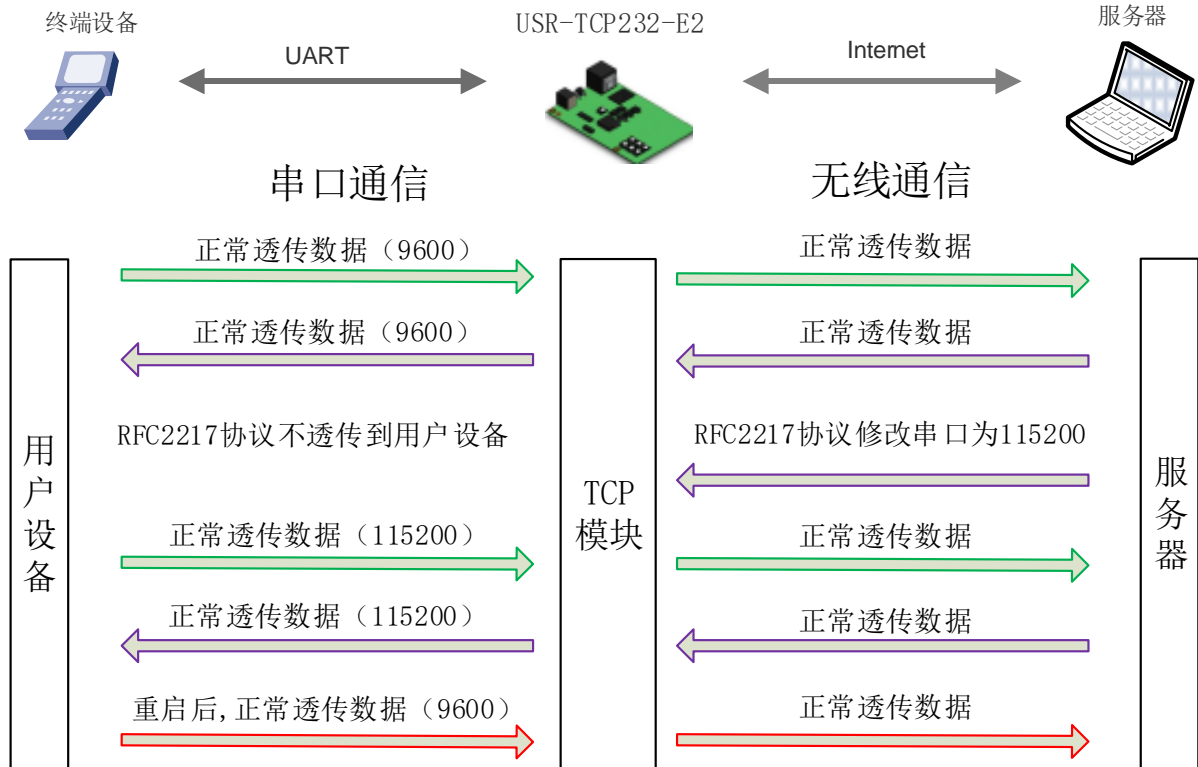 终端设备
USR-TCP232-E2
服务器
UART
Internet
串口通信
无线通信
正常透传数据（9600）
正常透传数据
正常透传数据（9600）
正常透传数据
RFC2217协议不透传到用户设备
RFC2217协议修改串口为115200
用户设备
TCP
模块
服务器
正常透传数据（115200）
正常透传数据
正常透传数据（115200）
正常透传数据
重启后,正常透传数据（9600）
正常透传数据